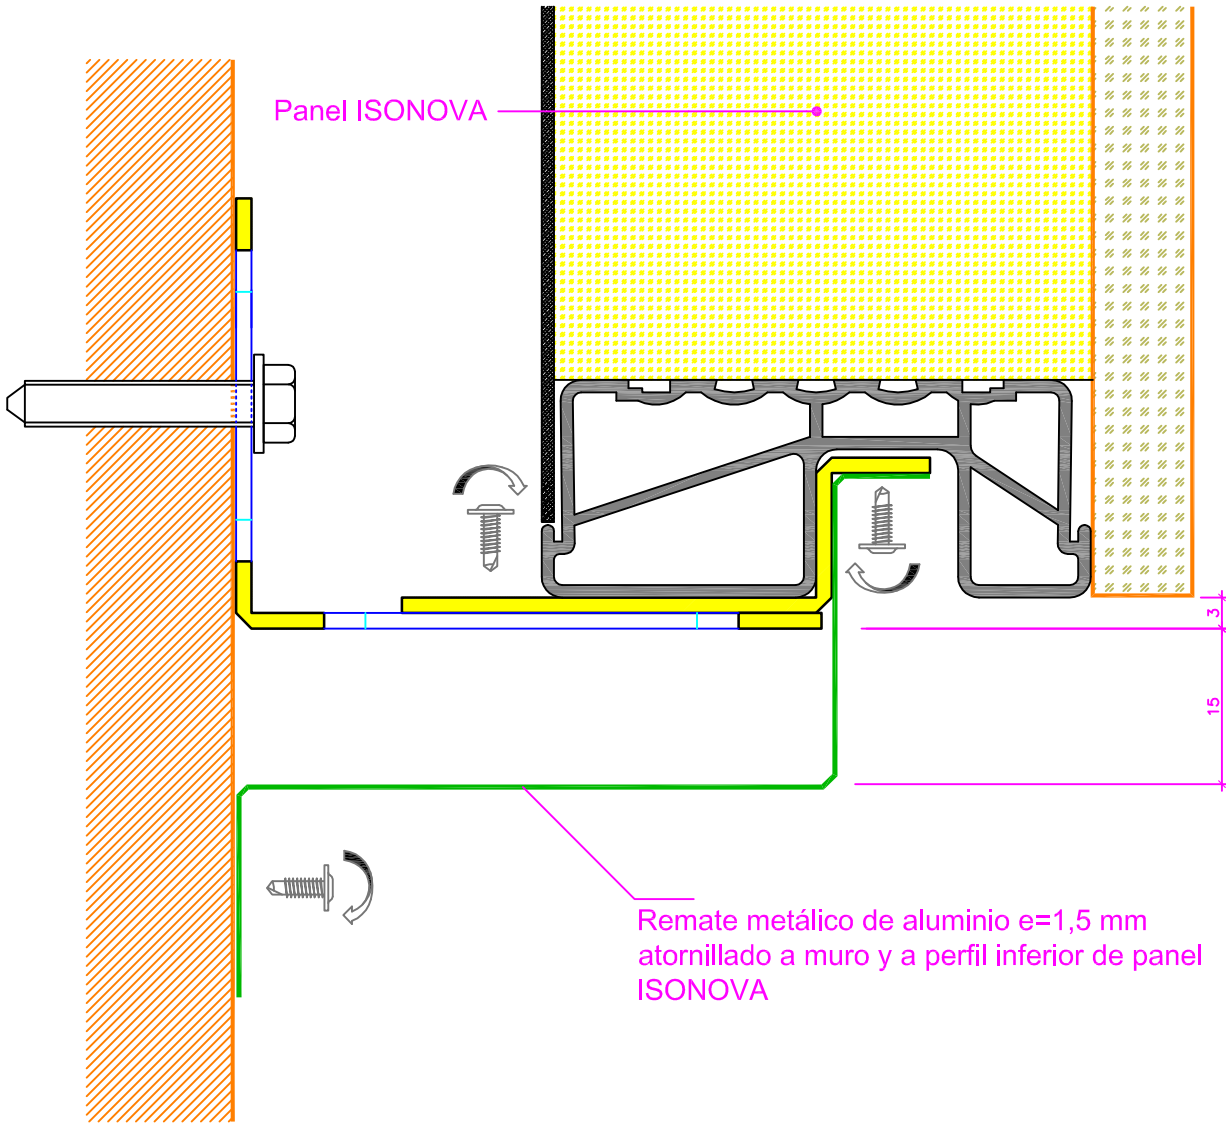 Panel ISONOVA
3
15
Remate metálico de aluminio e=1,5 mm
atornillado a muro y a perfil inferior de panel
ISONOVA